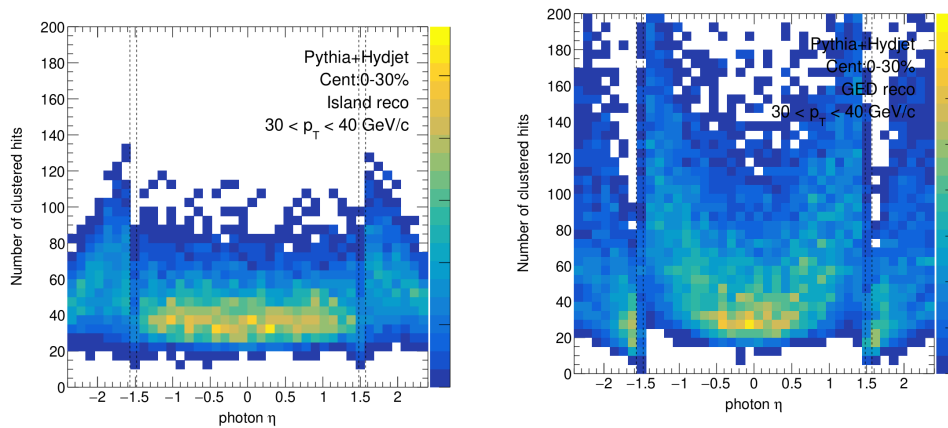 200
180
160
140
120
100
80
60
40
20
0
Number of clustered hits
Pythia+Hydjet
Cent:0-30%
Island reco
30 < p_T < 40 GeV/c
−2 −1.5 −1 −0.5 0 0.5 1 1.5 2
photon η
200
180
160
140
120
100
80
60
40
20
0
Number of clustered hits
Pythia+Hydjet
Cent:0-30%
GED reco
30 < p_T < 40 GeV/c
−2 −1.5 −1 −0.5 0 0.5 1 1.5 2
photon η